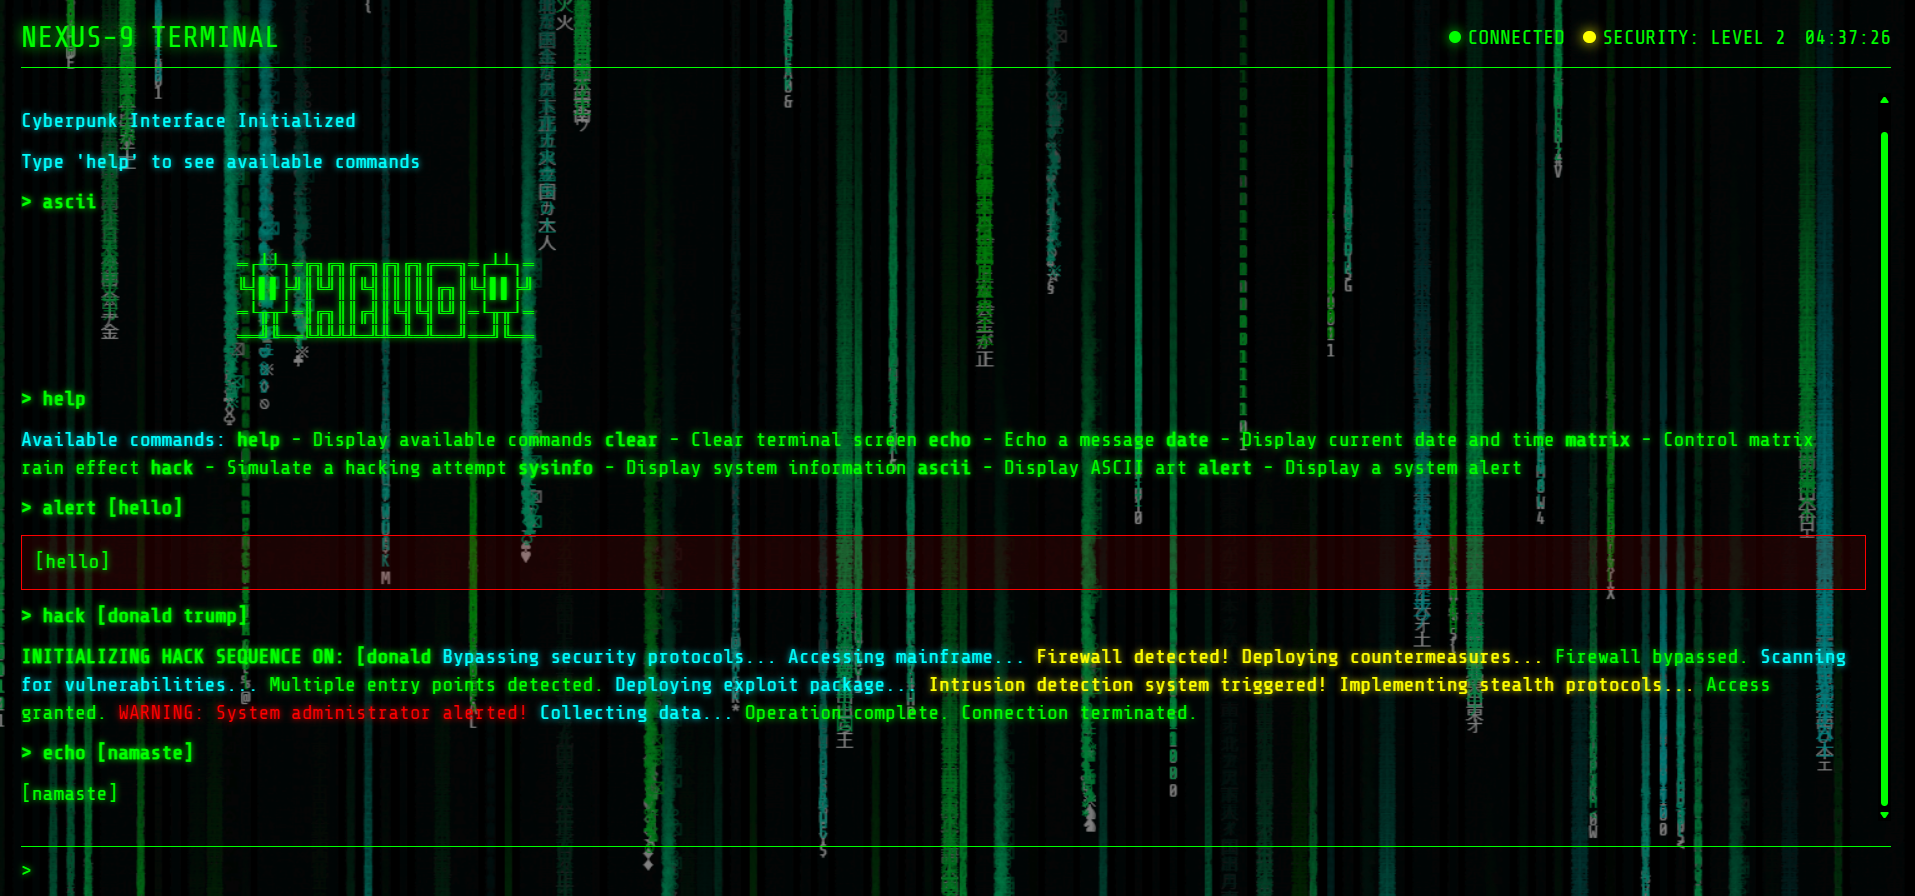 NEXUS-9 TERMINAL
CONNECTED SECURITY: LEVEL 2 04:37:26
Cyberpunk Interface Initialized
Type 'help' to see available commands
> ascii
> help
Available commands: help - Display available commands clear - Clear terminal screen echo - Echo a message date - Display current date and time matrix - Control matrix
rain effect hack - Simulate a hacking attempt sysinfo - Display system information ascii - Display ASCII art alert - Display a system alert
> alert [hello]
[hello]
> hack [donald trump]
INITIALIZING HACK SEQUENCE ON: [donald Bypassing security protocols... Accessing mainframe... Firewall detected! Deploying countermeasures... Firewall bypassed. Scanning
for vulnerabilities... Multiple entry points detected. Deploying exploit package... Intrusion detection system triggered! Implementing stealth protocols... Access
granted. WARNING: System administrator alerted! Collecting data... Operation complete. Connection terminated.
> echo [namaste]
[namaste]
>